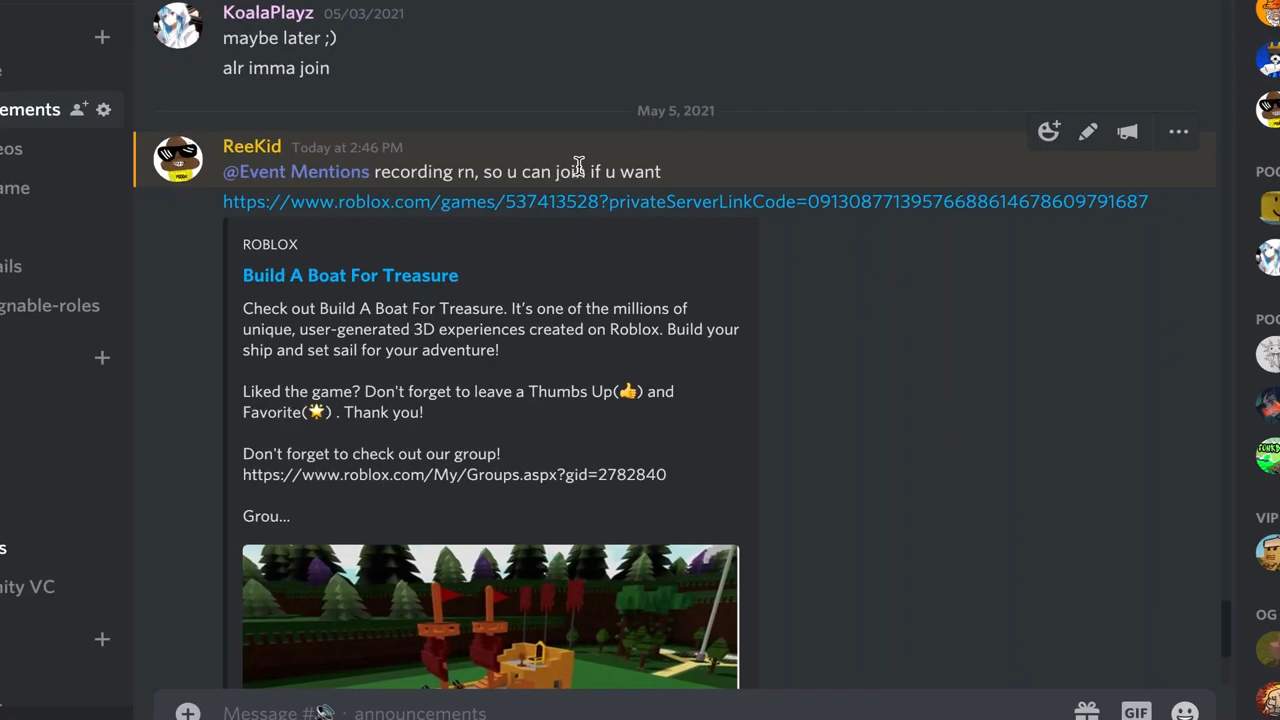 KoalaPlayz 05/03/2021
maybe later ;)
alr imma join
ements
May 5, 2021
eos
ReeKid Today at 2:46 PM
@Event Mentions recording rn, so u can join if u want
ame
https://www.roblox.com/games/537413528?privateServerLinkCode=09130877139576688614678609791687
ROBLOX
Build A Boat For Treasure
ails
gnable-roles
Check out Build A Boat For Treasure. It's one of the millions of
unique, user-generated 3D experiences created on Roblox. Build your
ship and set sail for your adventure!
Liked the game? Don't forget to leave a Thumbs Up(👍) and
Favorite(🌟) . Thank you!
Don't forget to check out our group!
https://www.roblox.com/My/Groups.aspx?gid=2782840
Grou...
s
nity VC
Message #🔊 · announcements
GIF
POO
POO
VIP
OG